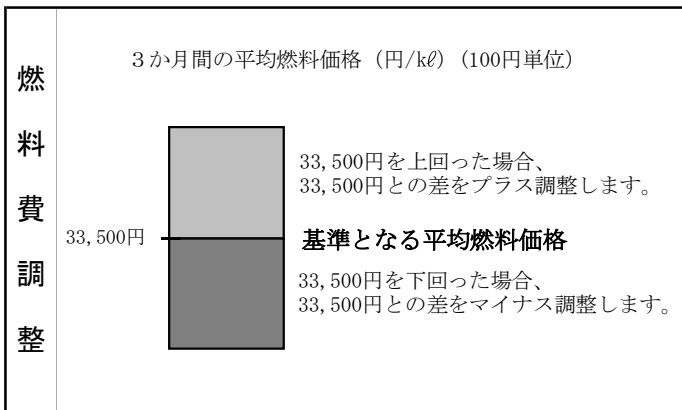 燃料費調整
3か月間の平均燃料価格（円/kℓ）(100円単位)
33,500円を上回った場合、
33,500円との差をプラス調整します。
33,500円
基準となる平均燃料価格
33,500円を下回った場合、
33,500円との差をマイナス調整します。